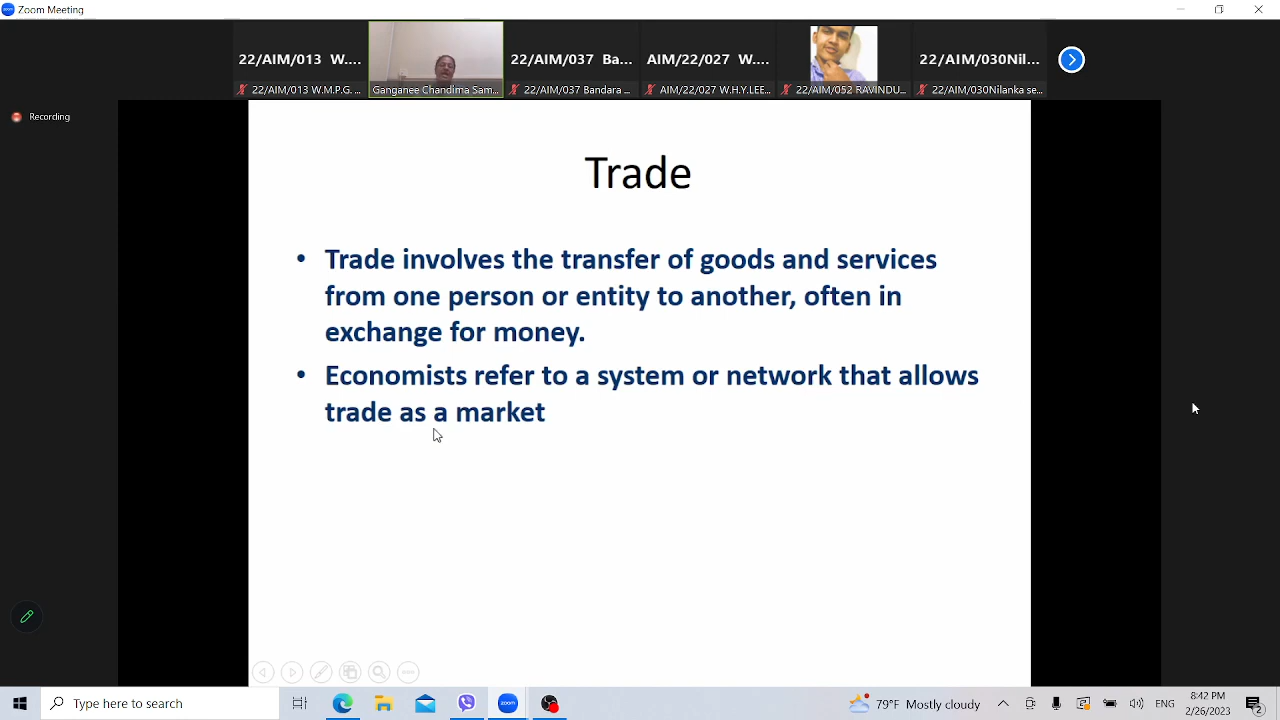 Zoom Meeting
22/AIM/013 W....
22/AIM/037 Ba...
AIM/22/027 W....
22/AIM/030Nil...
22/AIM/013 W.M.P.G. ...
Ganganee Chandima Sam...
22/AIM/037 Bandara ...
AIM/22/027 W.H.Y.LEE...
22/AIM/052 RAVINDU...
22/AIM/030Nilanka se...
Recording
Trade
• Trade involves the transfer of goods and services
from one person or entity to another, often in
exchange for money.
• Economists refer to a system or network that allows
trade as a market
Type here to search
79°F Mostly cloudy
ENG
8:42 PM
2/26/2023
2